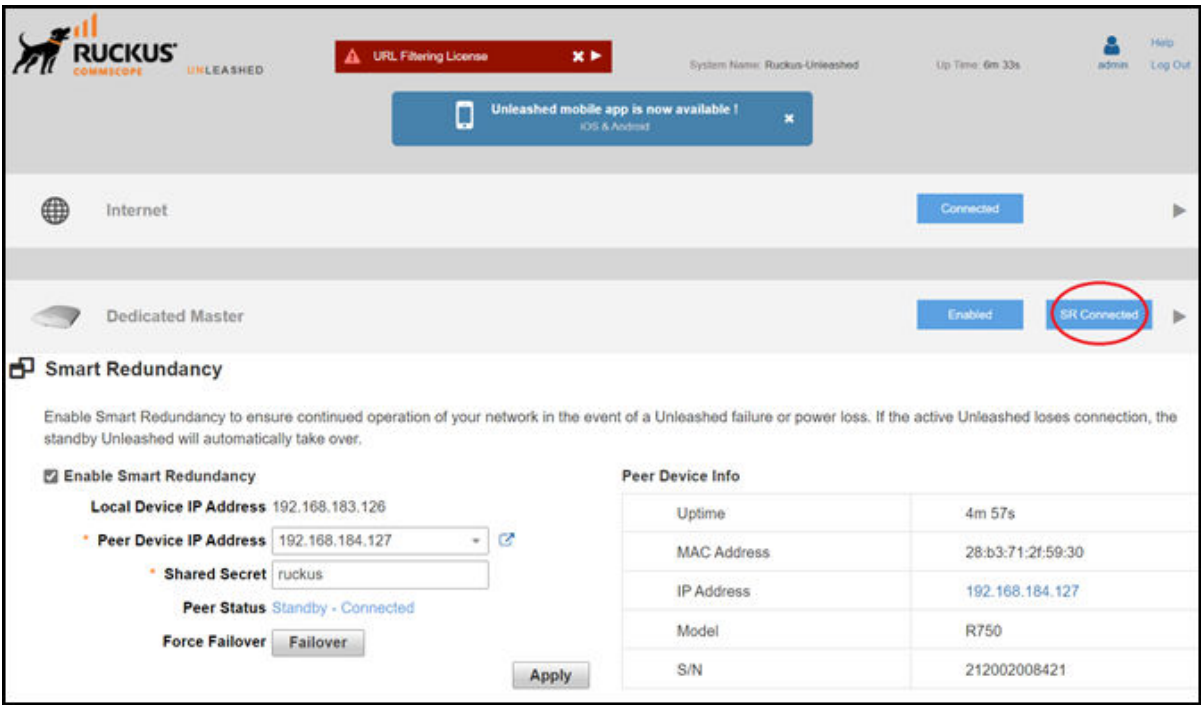 RUCKUS
COMMSCOPE
UNLEASHED
URL Filtering License
System Name: Ruckus-Unleashed
Up Time: 6m 33s
admin
Help
Log Out
Unleashed mobile app is now available !
iOS & Android
Internet
Connected
Dedicated Master
Enabled
SR Connected
Smart Redundancy
Enable Smart Redundancy to ensure continued operation of your network in the event of a Unleashed failure or power loss. If the active Unleashed loses connection, the
standby Unleashed will automatically take over.
Enable Smart Redundancy
Local Device IP Address 192.168.183.126
* Peer Device IP Address 192.168.184.127
* Shared Secret ruckus
Peer Status Standby - Connected
Force Failover Failover
Apply
Peer Device Info
Uptime 4m 57s
MAC Address 28:b3:71:2f:59:30
IP Address 192.168.184.127
Model R750
S/N 212002008421